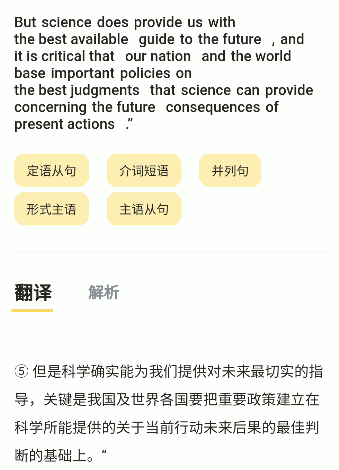 But science does provide us with
the best available guide to the future , and
it is critical that our nation and the world
base important policies on
the best judgments that science can provide
concerning the future consequences of
present actions .”
定语从句 介词短语 并列句
形式主语 主语从句
翻译 解析
⑤ 但是科学确实能为我们提供对未来最切实的指
导，关键是我国及世界各国要把重要政策建立在
科学所能提供的关于当前行动未来后果的最佳判
断的基础上。“